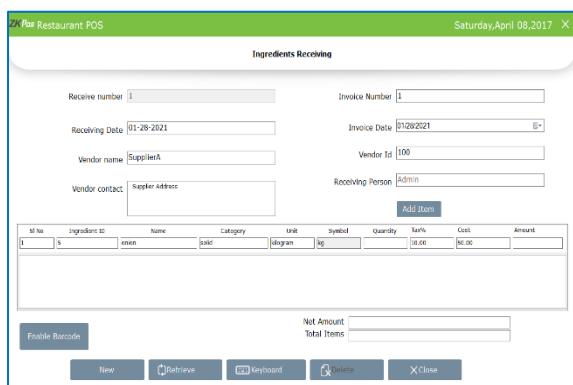 ZKPos Restaurant POS Saturday,April 08,2017 X
Ingredients Receiving
Receive number 1 Invoice Number 1
Receiving Date 01-28-2021 Invoice Date 01/28/2021
Vendor name SupplierA Vendor Id 100
Vendor contact Supplier Address Receiving Person Admin
Add Item
Sl No Ingredient ID Name Category Unit Symbol Quantity Tax% Cost Amount
1 5 onion solid kilogram kg 10.00 50.00
Net Amount
Total Items
Enable Barcode
New Retrieve Keyboard Delete Close